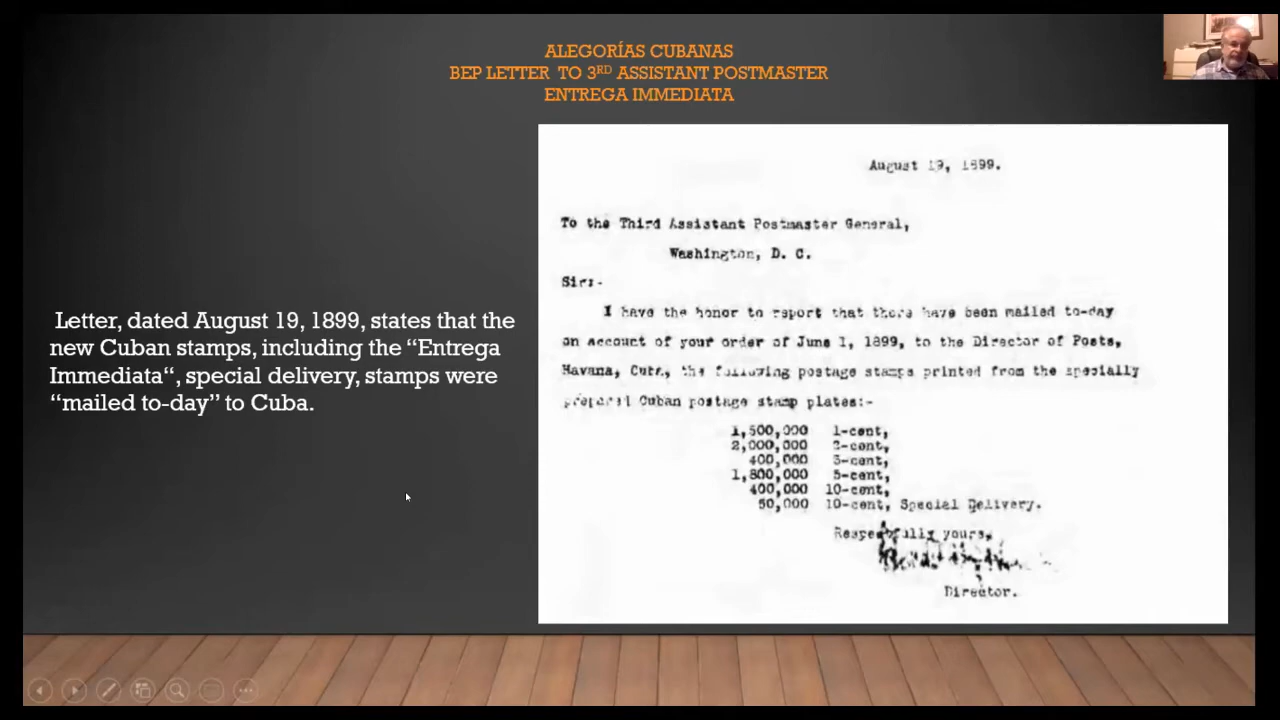 ALEGORÍAS CUBANAS
BEP LETTER TO 3RD ASSISTANT POSTMASTER
ENTREGA IMMEDIATA
Letter, dated August 19, 1899, states that the
new Cuban stamps, including the “Entrega
Immediata“, special delivery, stamps were
“mailed to-day” to Cuba.
August 19, 1899.
To the Third Assistant Postmaster General,
Washington, D. C.
Sir:-
I have the honor to report that there have been mailed to-day
on account of your order of June 1, 1899, to the Director of Posts,
Havana, Cuba, the following postage stamps printed from the specially
prepared Cuban postage stamp plates:-
1,500,000 1-cent,
2,000,000 2-cent,
400,000 3-cent,
1,800,000 5-cent,
400,000 10-cent,
50,000 10-cent, Special Delivery.
Respectfully yours,
Director.